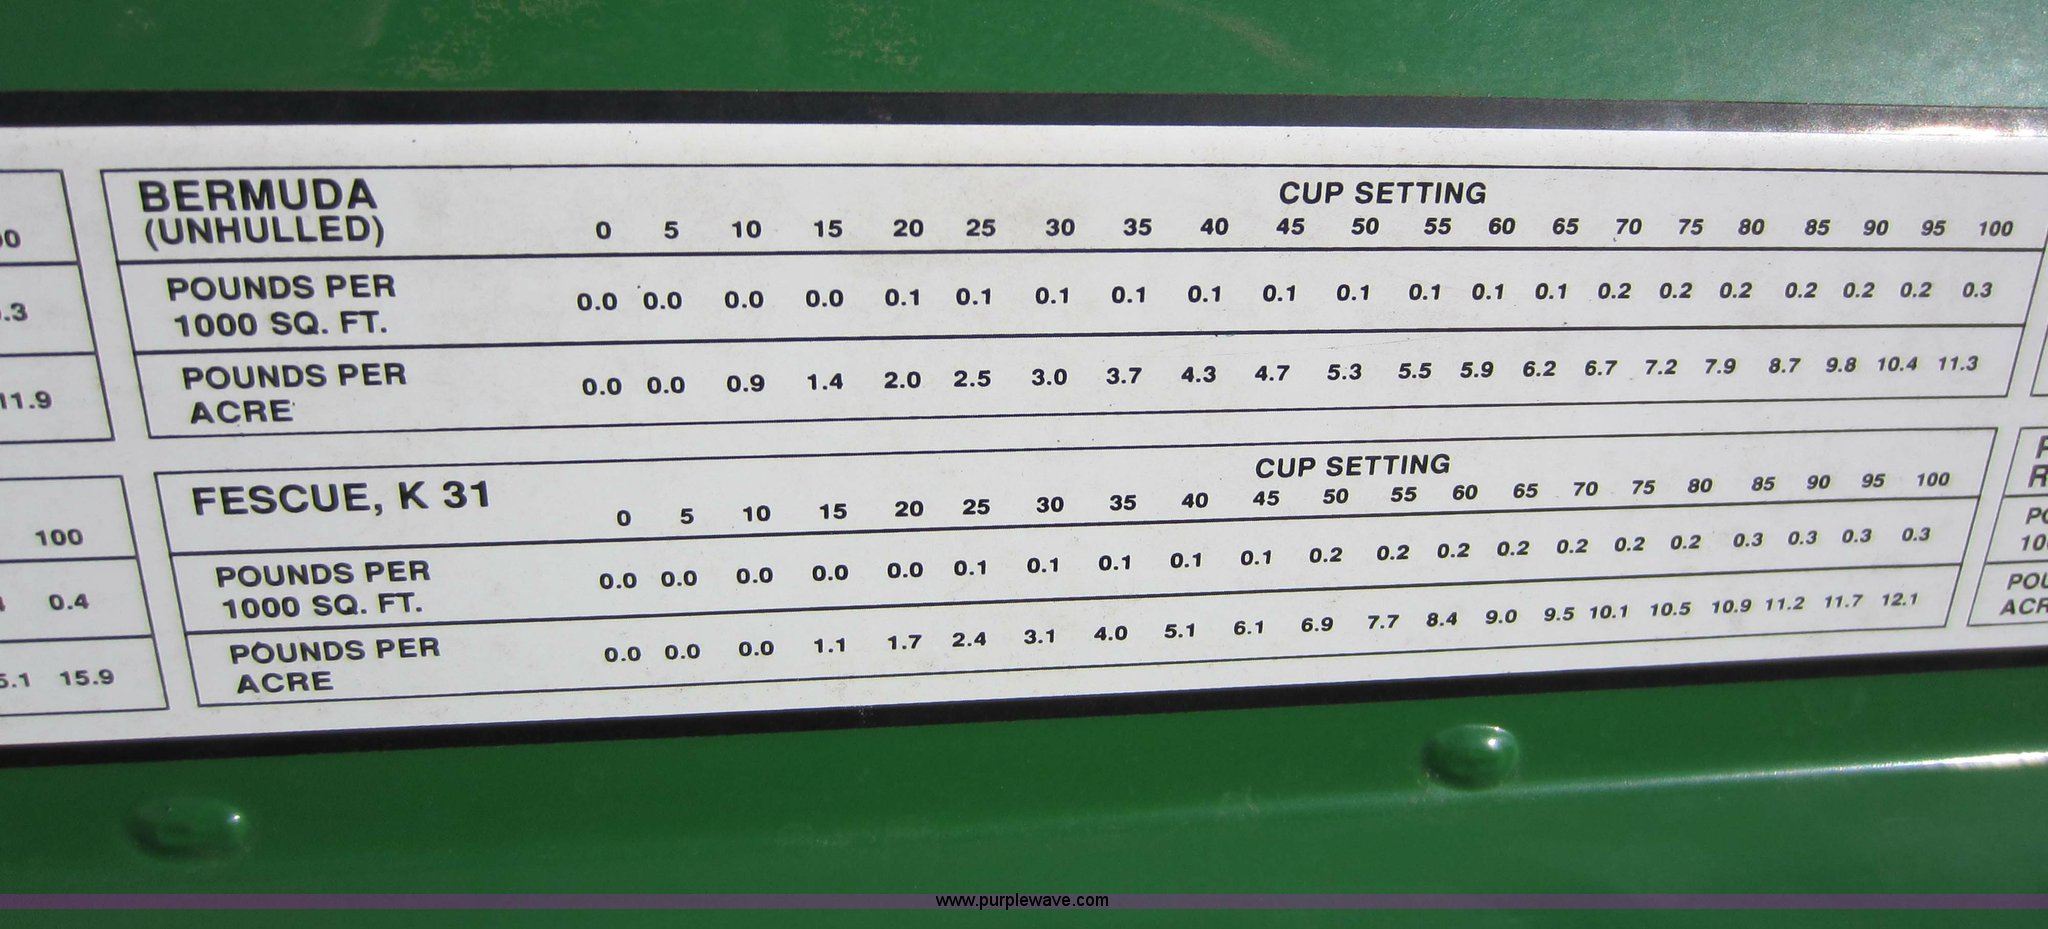 BERMUDA
(UNHULLED)
CUP SETTING
0 5 10 15 20 25 30 35 40 45 50 55 60 65 70 75 80 85 90 95 100
POUNDS PER
1000 SQ. FT.
0.0 0.0 0.0 0.0 0.1 0.1 0.1 0.1 0.1 0.1 0.1 0.1 0.1 0.1 0.2 0.2 0.2 0.2 0.2 0.2 0.3
POUNDS PER
ACRE
0.0 0.0 0.9 1.4 2.0 2.5 3.0 3.7 4.3 4.7 5.3 5.5 5.9 6.2 6.7 7.2 7.9 8.7 9.8 10.4 11.3
11.9
FESCUE, K 31
CUP SETTING
0 5 10 15 20 25 30 35 40 45 50 55 60 65 70 75 80 85 90 95 100
POUNDS PER
1000 SQ. FT.
0.0 0.0 0.0 0.0 0.0 0.1 0.1 0.1 0.1 0.1 0.2 0.2 0.2 0.2 0.2 0.2 0.2 0.3 0.3 0.3 0.3
POUNDS PER
ACRE
0.0 0.0 0.0 1.1 1.7 2.4 3.1 4.0 5.1 6.1 6.9 7.7 8.4 9.0 9.5 10.1 10.5 10.9 11.2 11.7 12.1
100
0.4
15.9
www.purplewave.com